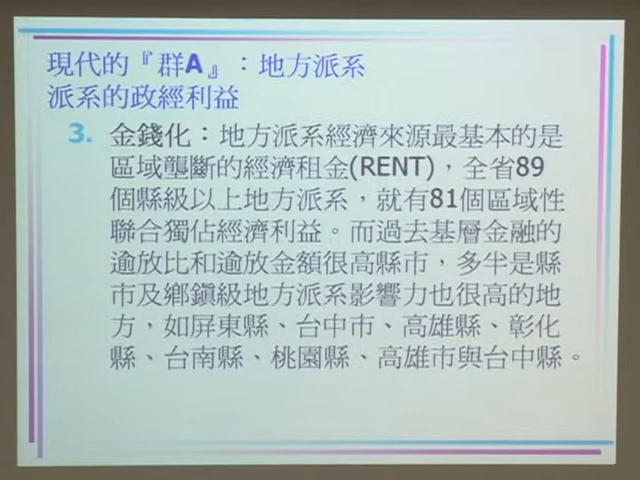 現代的『群A』：地方派系
派系的政經利益
3. 金錢化：地方派系經濟來源最基本的是
區域壟斷的經濟租金(RENT)，全省89
個縣級以上地方派系，就有81個區域性
聯合獨佔經濟利益。而過去基層金融的
逾放比和逾放金額很高縣市，多半是縣
市及鄉鎮級地方派系影響力也很高的地
方，如屏東縣、台中市、高雄縣、彰化
縣、台南縣、桃園縣、高雄市與台中縣。